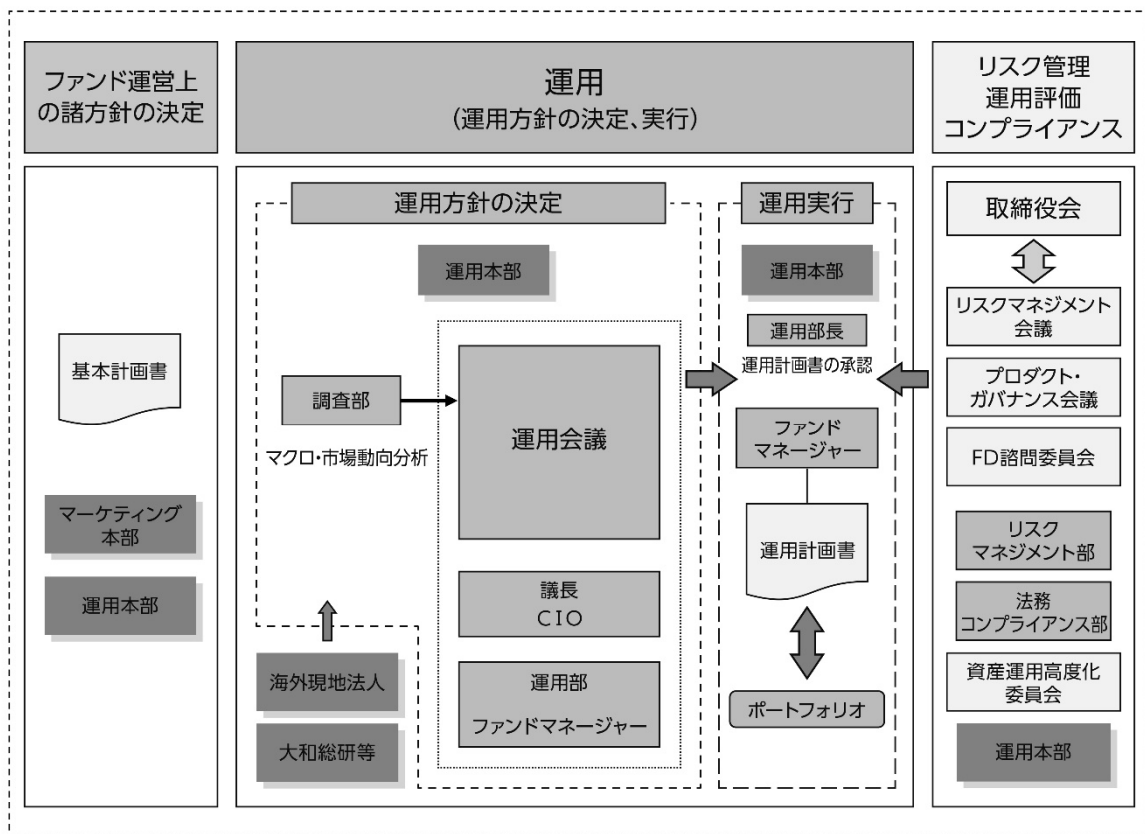 ファンド運営上
の諸方針の決定
運用
(運用方針の決定、実行)
リスク管理
運用評価
コンプライアンス
基本計画書
マーケティング
本部
運用本部
運用方針の決定
運用本部
調査部
マクロ・市場動向分析
運用会議
議長
CIO
運用部
ファンドマネージャー
海外現地法人
大和総研等
運用実行
運用本部
運用部長
運用計画書の承認
ファンド
マネージャー
運用計画書
ポートフォリオ
取締役会
リスクマネジメント
会議
プロダクト・
ガバナンス会議
FD諮問委員会
リスク
マネジメント部
法務
コンプライアンス部
資産運用高度化
委員会
運用本部